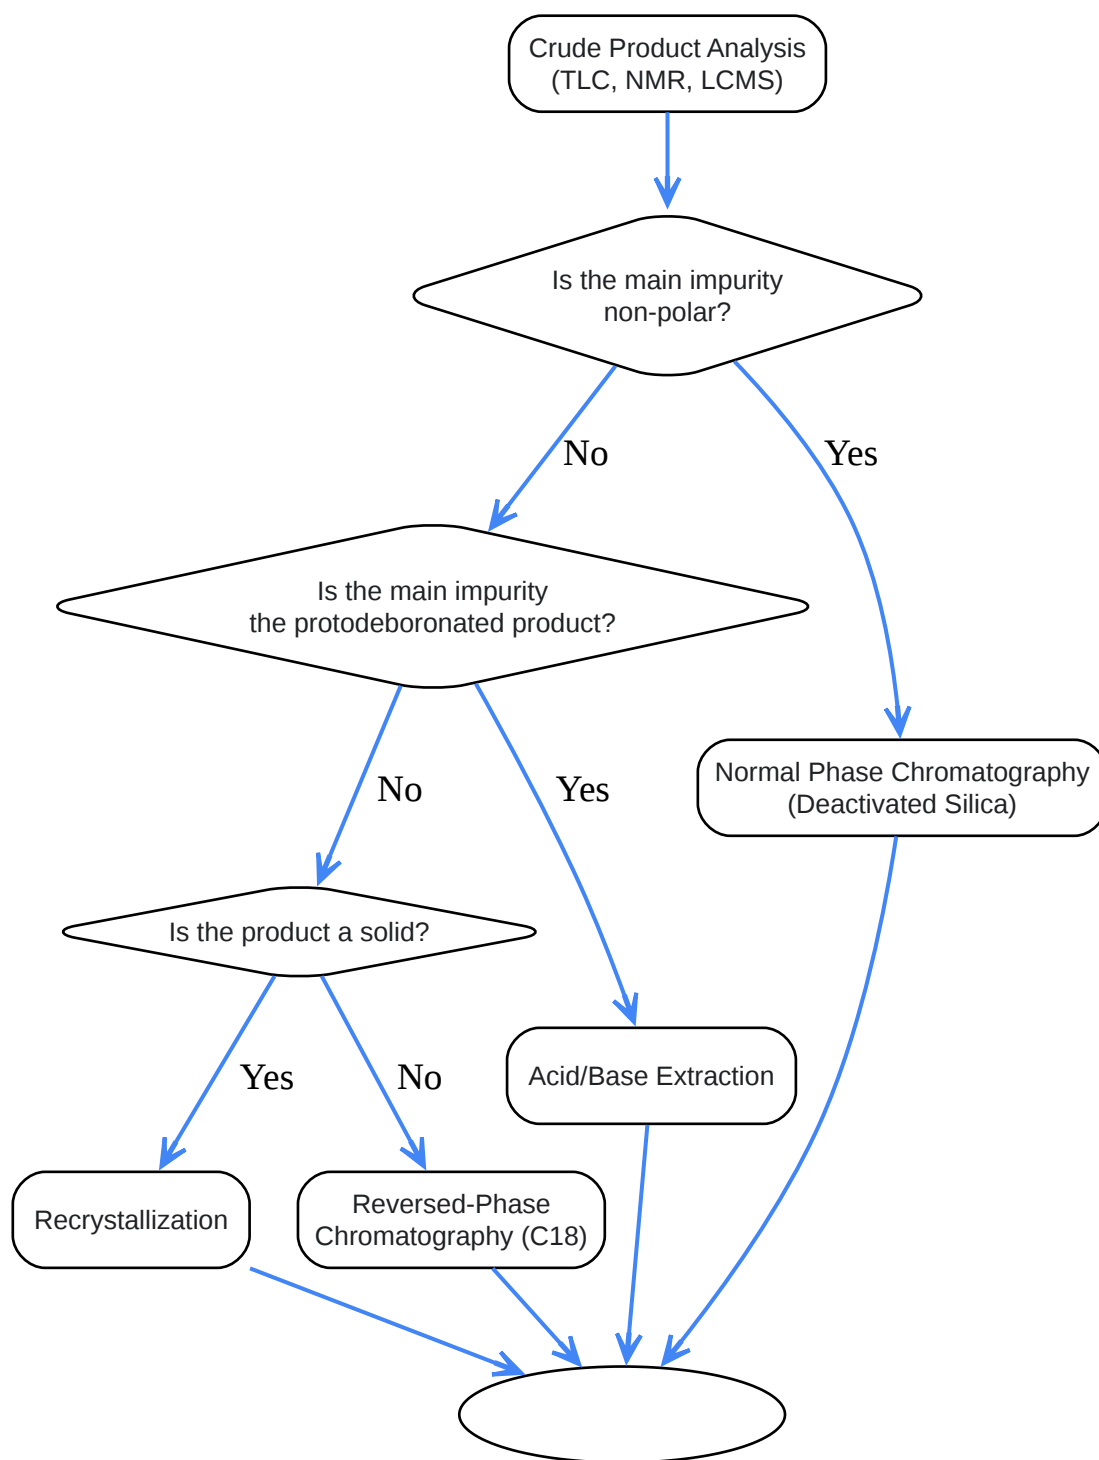 Crude Product Analysis
(TLC, NMR, LCMS)
Is the main impurity
non-polar?
No
Yes
Is the main impurity
the protodeboronated product?
No
Yes
Normal Phase Chromatography
(Deactivated Silica)
Is the product a solid?
Yes
No
Acid/Base Extraction
Recrystallization
Reversed-Phase
Chromatography (C18)